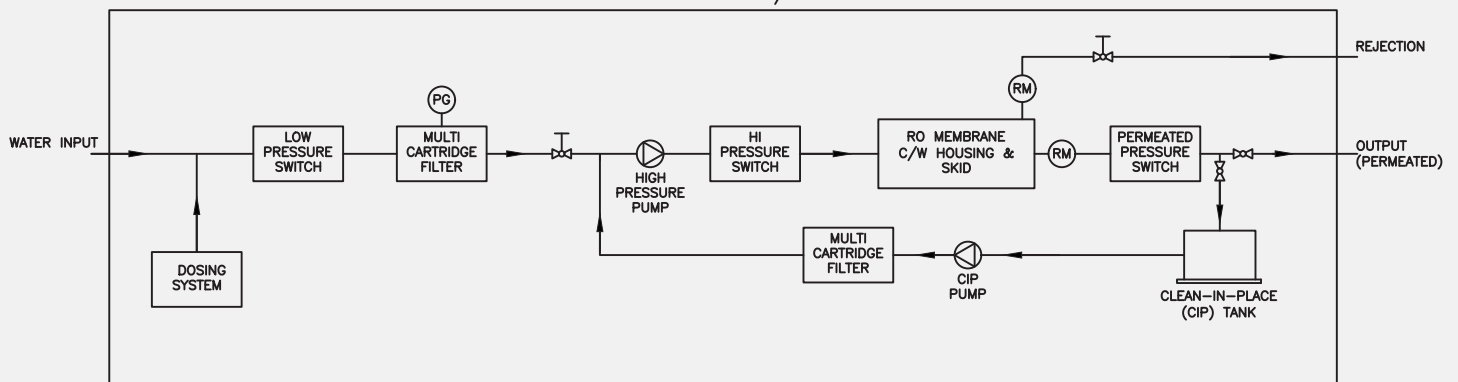 REJECTION
RM
PG
WATER INPUT
LOW
PRESSURE
SWITCH
MULTI
CARTRIDGE
FILTER
HIGH
PRESSURE
PUMP
HI
PRESSURE
SWITCH
RO MEMBRANE
C/W HOUSING &
SKID
RM
PERMEATED
PRESSURE
SWITCH
OUTPUT
(PERMEATED)
DOSING
SYSTEM
MULTI
CARTRIDGE
FILTER
CIP
PUMP
CLEAN-IN-PLACE
(CIP) TANK